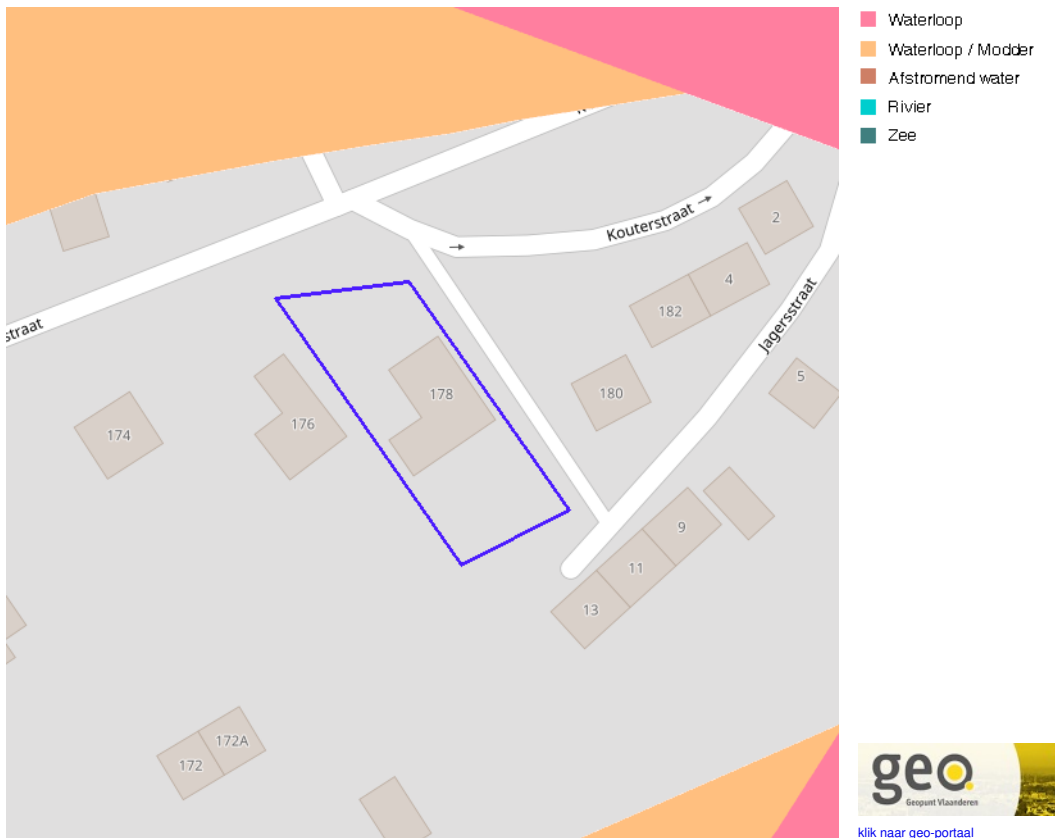 Waterloop
Waterloop / Modder
Afstromend water
Rivier
Zee
Kouterstraat
2
4
182
Jagersstraat
straat
5
180
178
176
174
9
11
13
172A
172
geo.
Geopunt Vlaanderen
klik naar geo-portaal